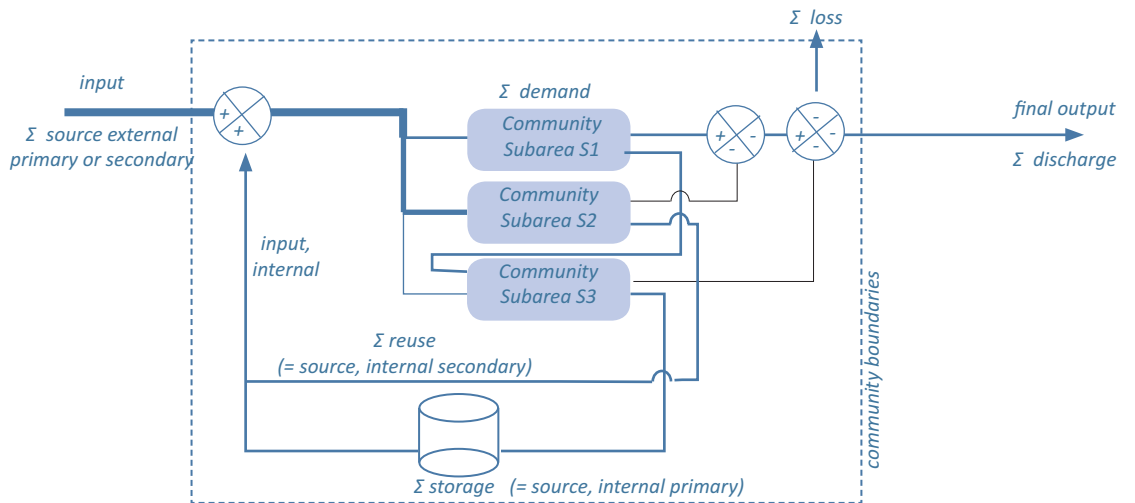 Σ loss
input
Σ source external
primary or secondary
+
+
Σ demand
Community
Subarea S1
Community
Subarea S2
Community
Subarea S3
+
-
-
-
+
-
-
final output
Σ discharge
input,
internal
Σ reuse
(= source, internal secondary)
Σ storage (= source, internal primary)
community boundaries